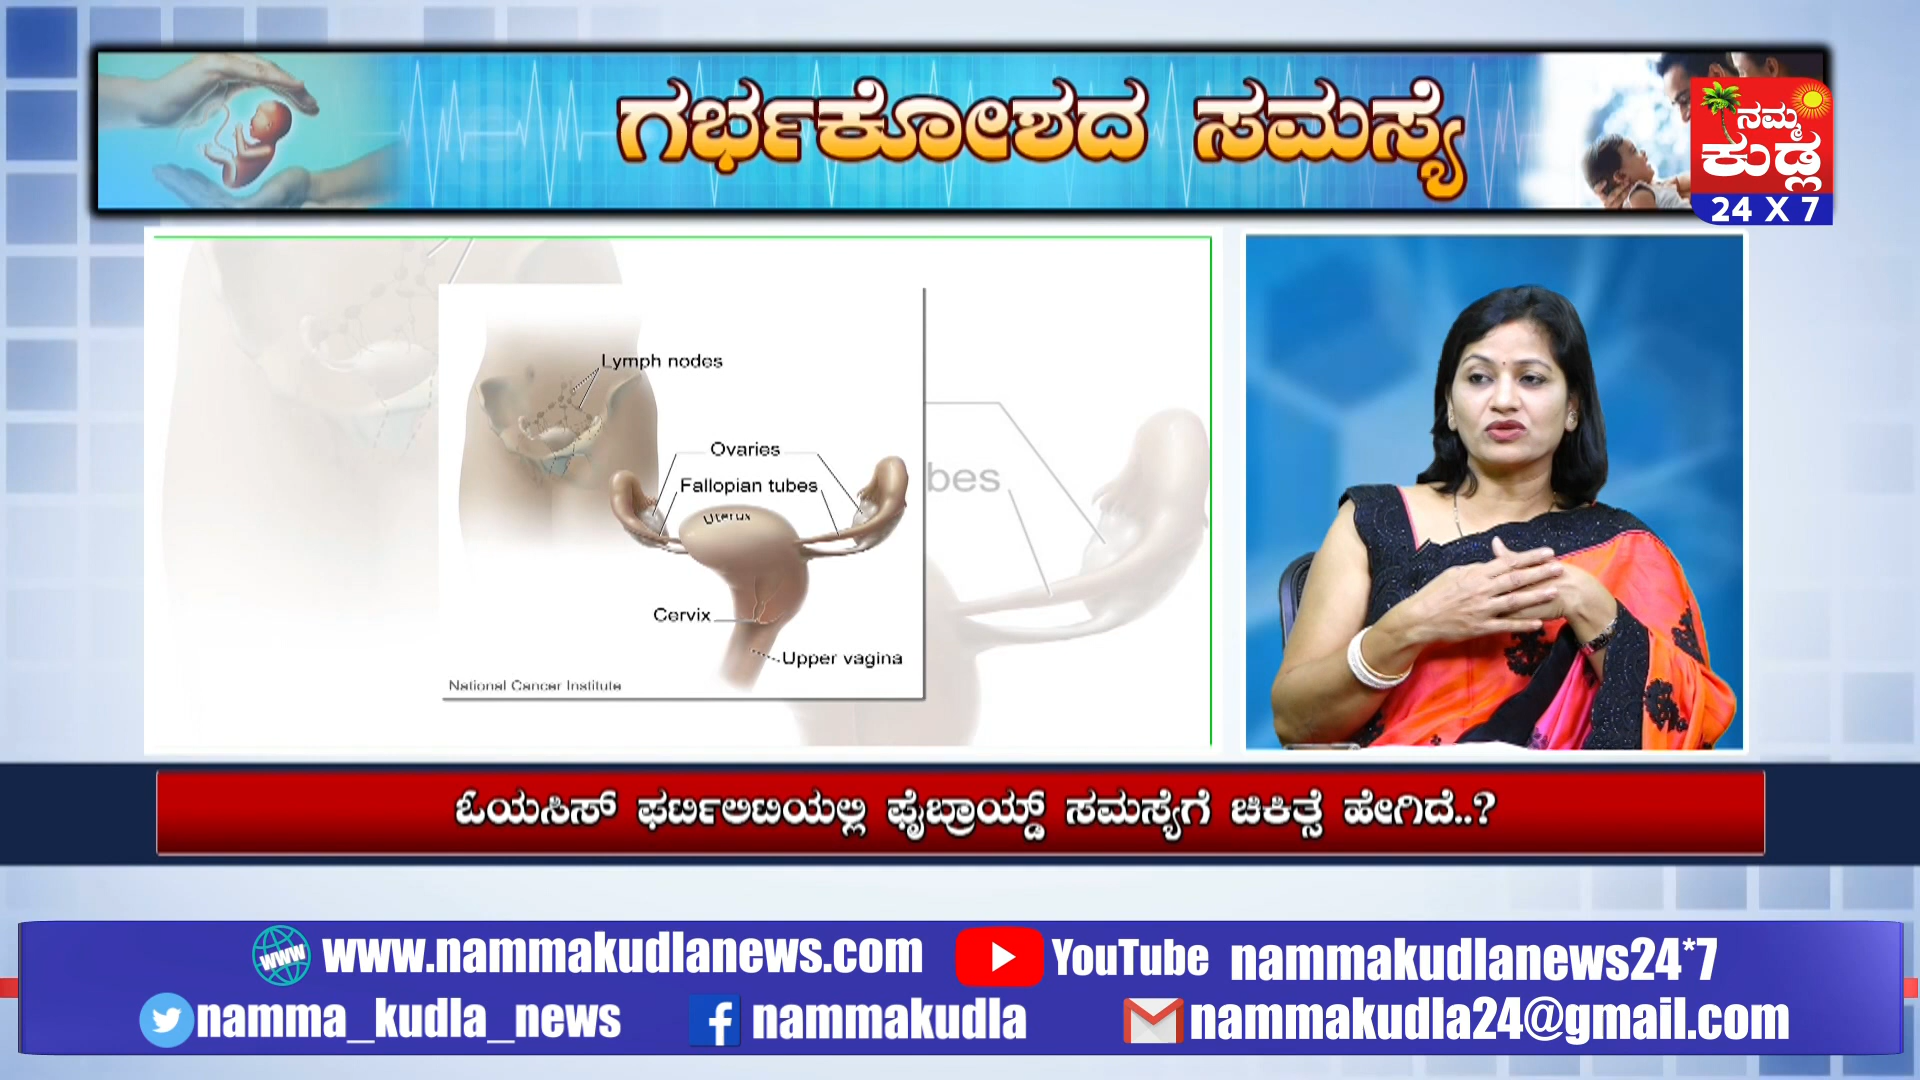 ಗರ್ಭಕೋಶದ ಸಮಸ್ಯೆ
ನಮ್ಮ
ಕುಡ್ಲ
24 X 7
Lymph nodes
Ovaries
Fallopian tubes
Uterus
Cervix
Upper vagina
National Cancer Institute
bes
ಓಯಸಿಸ್ ಫರ್ಟಿಲಿಟಿಯಲ್ಲಿ ಫೈಬ್ರಾಯ್ಡ್ ಸಮಸ್ಯೆಗೆ ಚಿಕಿತ್ಸೆ ಹೇಗಿದೆ..?
www www.nammakudlanews.com YouTube nammakudlanews24*7
namma_kudla_news nammakudla nammakudla24@gmail.com